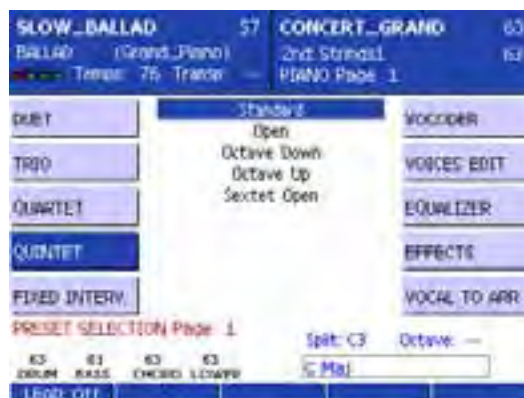 SLOW_BALLAD 57
BALLAD (Grand_Piano)
Tempo: 76 Transp: --
CONCERT_GRAND 63
2nd Strings1 63
PIANO Page 1
DUET
TRIO
QUARTET
QUINTET
FIXED INTERV.
Standard
Open
Octave Down
Octave Up
Sextet Open
VOCODER
VOICES EDIT
EQUALIZER
EFFECTS
VOCAL TO ARR
PRESET SELECTION Page 1
63 61 63 63
DRUM BASS CHORD LOWER
Split: C3 Octave: --
C Maj
LEAD Off